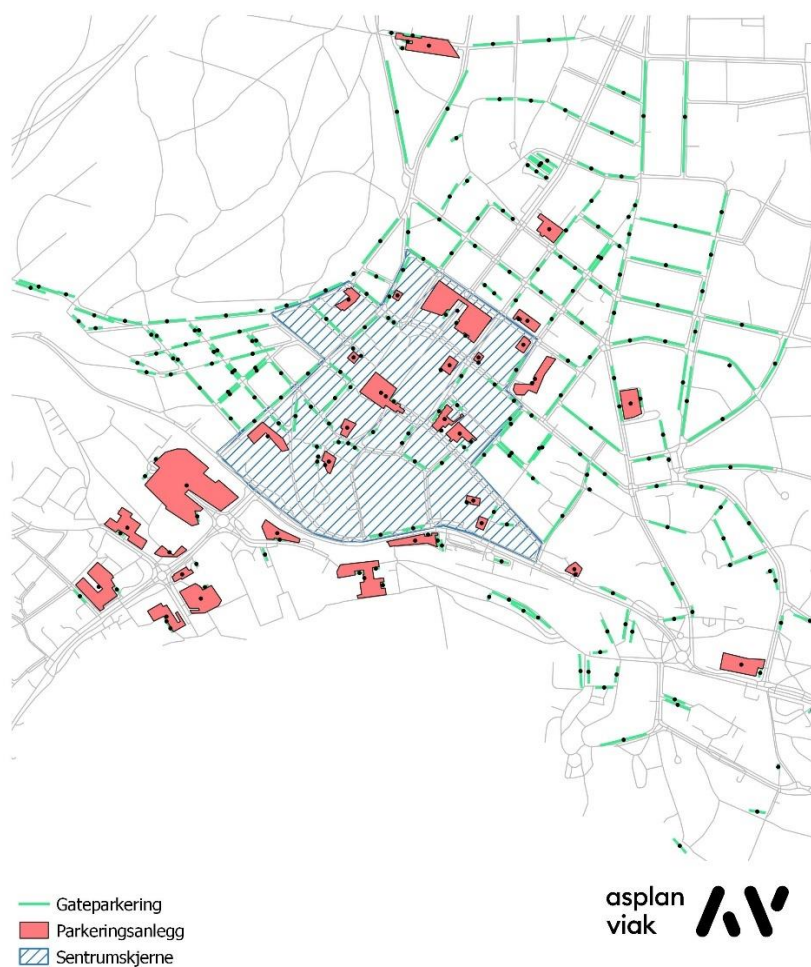 Gateparkering
Parkeringsanlegg
Sentrumskjerne
asplan
viak